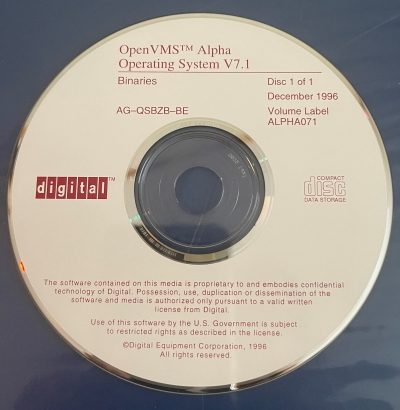 OpenVMS™ Alpha
Operating System V7.1
Binaries
Disc 1 of 1
December 1996
AG–QSBZB–BE
Volume Label
ALPHA071
digital™
COMPACT
disc
DATA STORAGE
The software contained on this media is proprietary to and embodies confidential
technology of Digital. Possession, use, duplication or dissemination of the
software and media is authorized only pursuant to a valid written
license from Digital.
Use of this software by the U.S. Government is subject
to restricted rights as described in the license.
©Digital Equipment Corporation, 1996
All rights reserved.